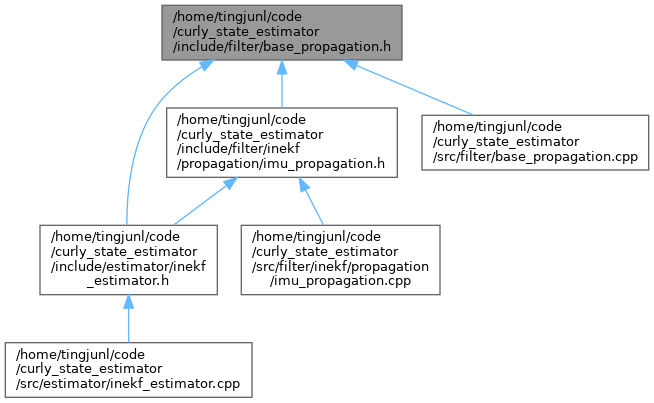 /home/tingjunl/code
/curly_state_estimator
/include/filter/base_propagation.h
/home/tingjunl/code
/curly_state_estimator
/include/filter/inekf
/propagation/imu_propagation.h
/home/tingjunl/code
/curly_state_estimator
/src/filter/base_propagation.cpp
/home/tingjunl/code
/curly_state_estimator
/include/estimator/inekf
_estimator.h
/home/tingjunl/code
/curly_state_estimator
/src/filter/inekf/propagation
/imu_propagation.cpp
/home/tingjunl/code
/curly_state_estimator
/src/estimator/inekf_estimator.cpp